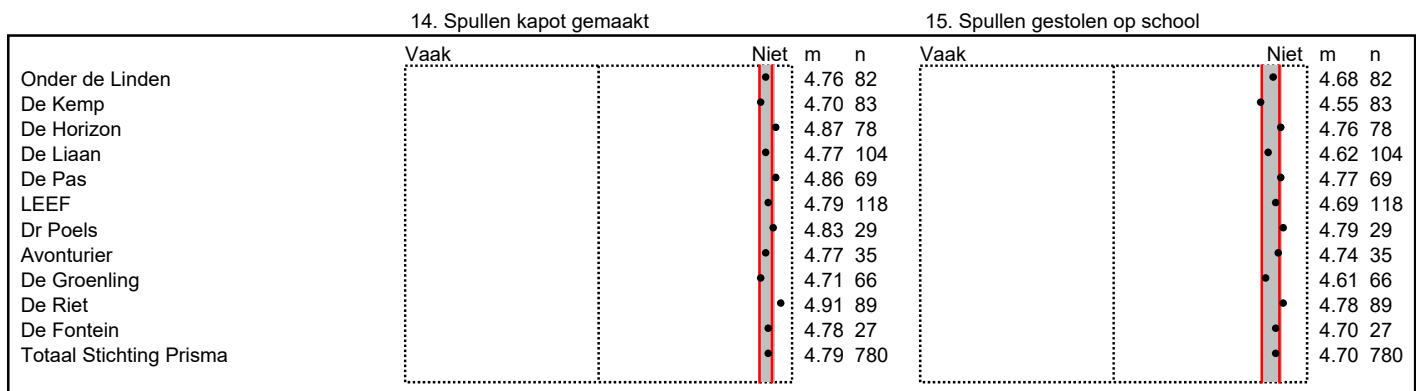 14. Spullen kapot gemaakt 15. Spullen gestolen op school
Vaak Niet m n Vaak Niet m n
Onder de Linden 4.76 82 4.68 82
De Kemp 4.70 83 4.55 83
De Horizon 4.87 78 4.76 78
De Liaan 4.77 104 4.62 104
De Pas 4.86 69 4.77 69
LEEF 4.79 118 4.69 118
Dr Poels 4.83 29 4.79 29
Avonturier 4.77 35 4.74 35
De Groenling 4.71 66 4.61 66
De Riet 4.91 89 4.78 89
De Fontein 4.78 27 4.70 27
Totaal Stichting Prisma 4.79 780 4.70 780